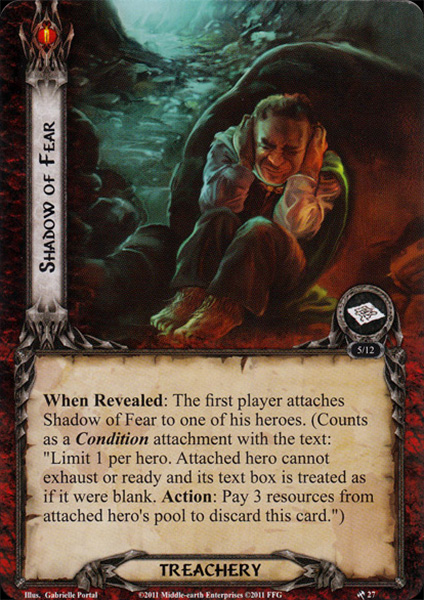 SHADOW OF FEAR
5/12
When Revealed: The first player attaches
Shadow of Fear to one of his heroes. (Counts
as a Condition attachment with the text:
"Limit 1 per hero. Attached hero cannot
exhaust or ready and its text box is treated as
if it were blank. Action: Pay 3 resources from
attached hero's pool to discard this card.")
TREACHERY
Illus. Gabrielle Portal
©2011 Middle-earth Enterprises ©2011 FFG
27